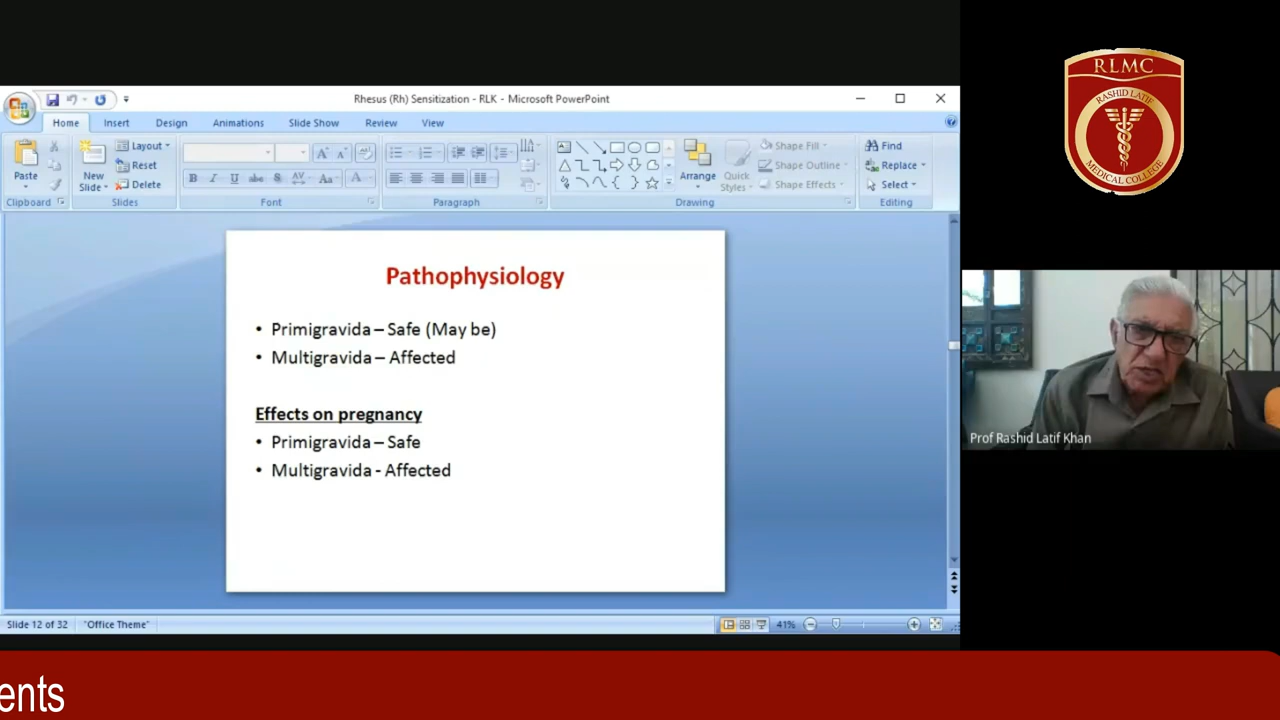 Rhesus (Rh) Sensitization - RLK - Microsoft PowerPoint
Home Insert Design Animations Slide Show Review View
Paste
New Slide
Layout
Reset
Delete
B I U abc S AV Aa A
Shape Fill
Shape Outline
Shape Effects
Arrange
Quick Styles
Find
Replace
Select
Clipboard Slides Font Paragraph Drawing Editing
Pathophysiology
• Primigravida – Safe (May be)
• Multigravida – Affected
Effects on pregnancy
• Primigravida – Safe
• Multigravida - Affected
Slide 12 of 32 "Office Theme" 41%
RLMC
RASHID LATIF
MEDICAL COLLEGE
Prof Rashid Latif Khan
ents